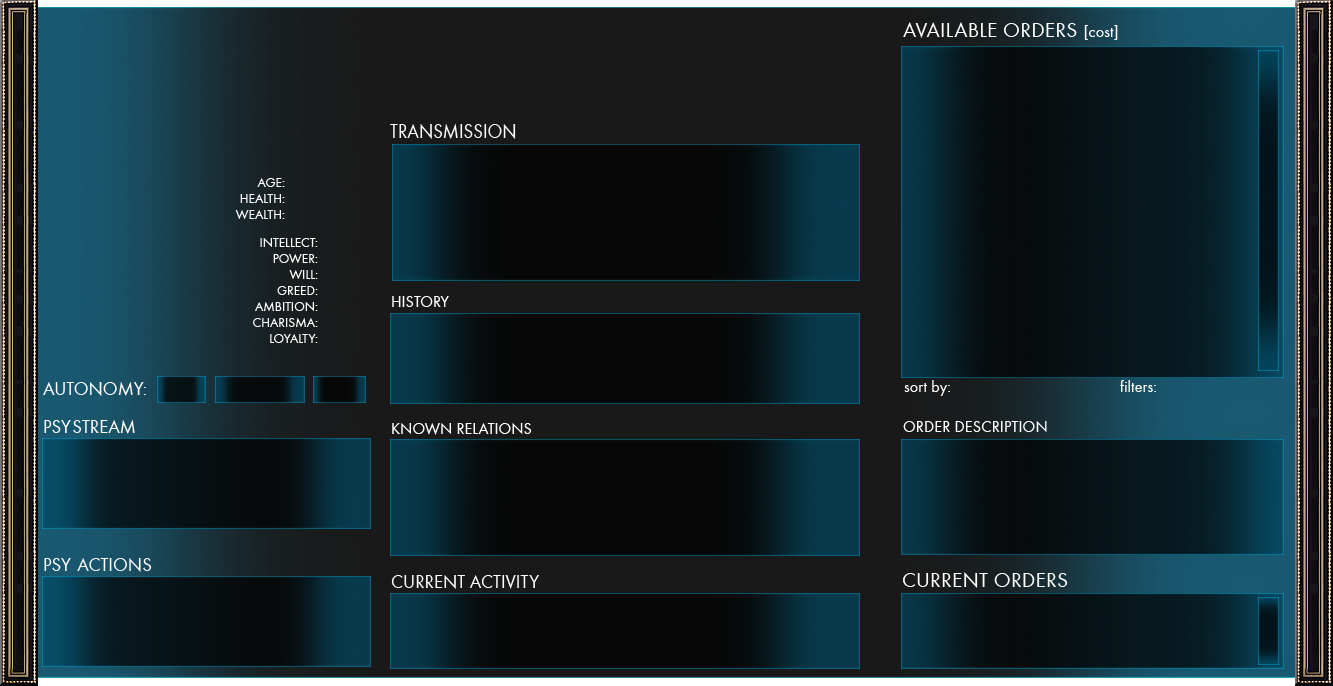 AGE:
HEALTH:
WEALTH:
INTELLECT:
POWER:
WILL:
GREED:
AMBITION:
CHARISMA:
LOYALTY:
AUTONOMY:
PSYSTREAM
PSY ACTIONS
TRANSMISSION
HISTORY
KNOWN RELATIONS
CURRENT ACTIVITY
AVAILABLE ORDERS [cost]
sort by: filters:
ORDER DESCRIPTION
CURRENT ORDERS